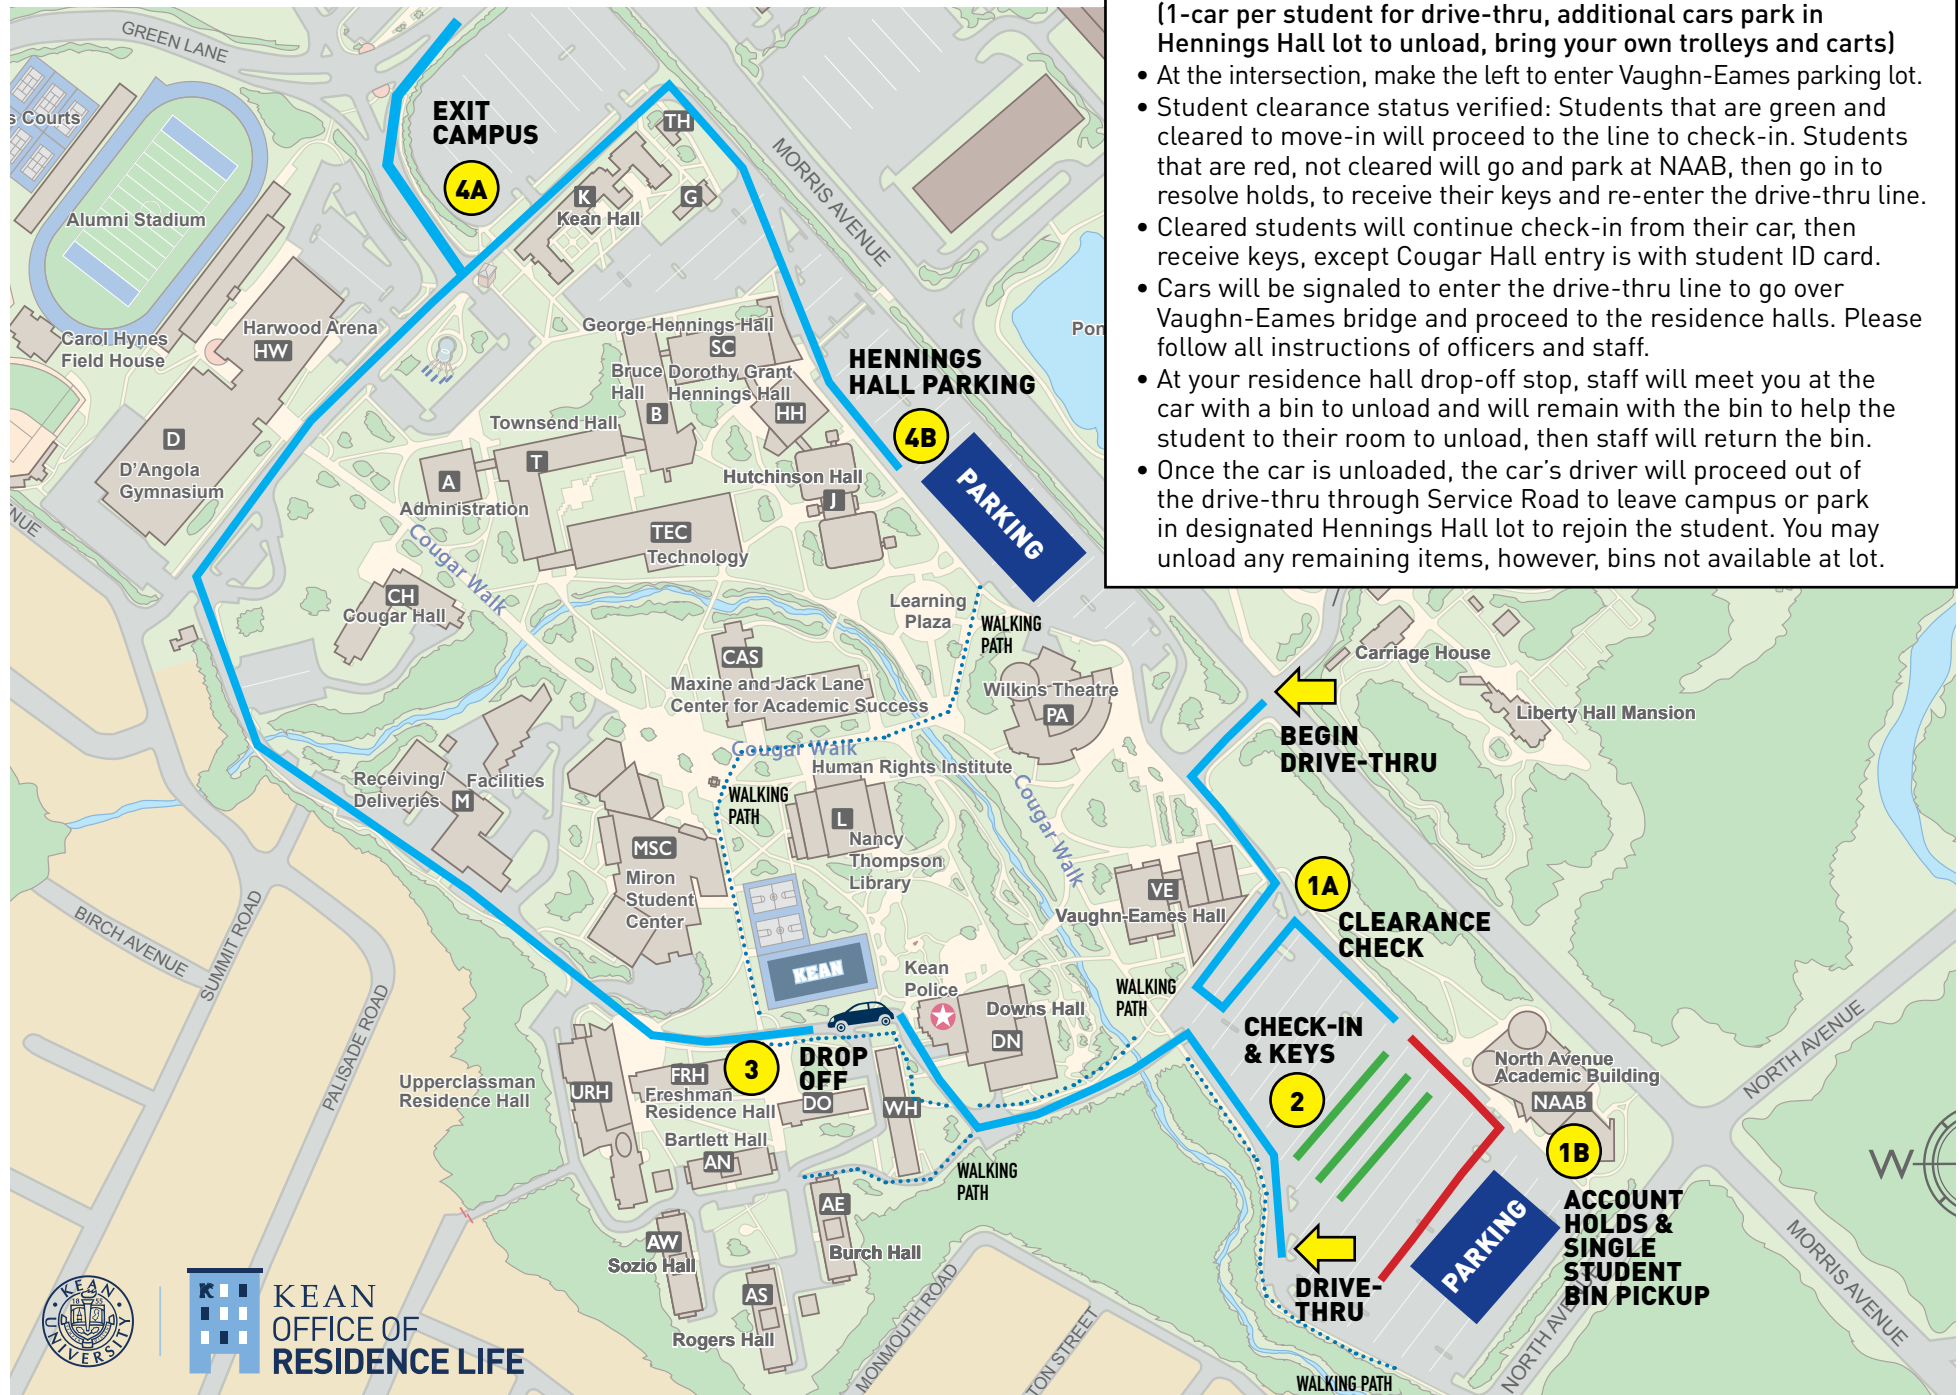 (1-car per student for drive-thru, additional cars park in
Hennings Hall lot to unload, bring your own trolleys and carts)
• At the intersection, make the left to enter Vaughn-Eames parking lot.
• Student clearance status verified: Students that are green and
cleared to move-in will proceed to the line to check-in. Students
that are red, not cleared will go and park at NAAB, then go in to
resolve holds, to receive their keys and re-enter the drive-thru line.
• Cleared students will continue check-in from their car, then
receive keys, except Cougar Hall entry is with student ID card.
• Cars will be signaled to enter the drive-thru line to go over
Vaughn-Eames bridge and proceed to the residence halls. Please
follow all instructions of officers and staff.
• At your residence hall drop-off stop, staff will meet you at the
car with a bin to unload and will remain with the bin to help the
student to their room to unload, then staff will return the bin.
• Once the car is unloaded, the car's driver will proceed out of
the drive-thru through Service Road to leave campus or park
in designated Hennings Hall lot to rejoin the student. You may
unload any remaining items, however, bins not available at lot.
GREEN LANE
s Courts
EXIT
CAMPUS
4A
TH
MORRIS AVENUE
K
G
Kean Hall
Alumni Stadium
Carol Hynes
Field House
Harwood Arena
HW
George Hennings Hall
SC
Bruce
Hall
B
Dorothy Grant
Hennings Hall
HH
HENNINGS
HALL PARKING
4B
PARKING
Pon
Townsend Hall
T
D
D'Angola
Gymnasium
A
Administration
Hutchinson Hall
J
NUE
TEC
Technology
Cougar Walk
CH
Cougar Hall
Learning
Plaza
WALKING
PATH
CAS
Maxine and Jack Lane
Center for Academic Success
Wilkins Theatre
PA
Carriage House
Liberty Hall Mansion
BEGIN
DRIVE-THRU
Cougar Walk
Human Rights Institute
Receiving/
Deliveries
M
Facilities
WALKING
PATH
Cougar Walk
L
Nancy
Thompson
Library
MSC
Miron
Student
Center
VE
Vaughn-Eames Hall
1A
CLEARANCE
CHECK
BIRCH AVENUE
SUMMIT ROAD
PALISADE ROAD
KEAN
Kean
Police
Downs Hall
DN
WALKING
PATH
CHECK-IN
& KEYS
2
North Avenue
Academic Building
NAAB
NORTH AVENUE
Upperclassman
Residence Hall
URH
FRH
Freshman
Residence Hall
3
DROP
OFF
DO
WH
Bartlett Hall
AN
WALKING
PATH
1B
ACCOUNT
HOLDS &
SINGLE
STUDENT
BIN PICKUP
PARKING
W
AE
Burch Hall
AW
Sozio Hall
AS
Rogers Hall
DRIVE-
THRU
MORRIS AVENUE
NORTH AVENUE
MONMOUTH ROAD
TON STREET
WALKING PATH
KEAN
1855
UNIVERSITY
K
KEAN
OFFICE OF
RESIDENCE LIFE